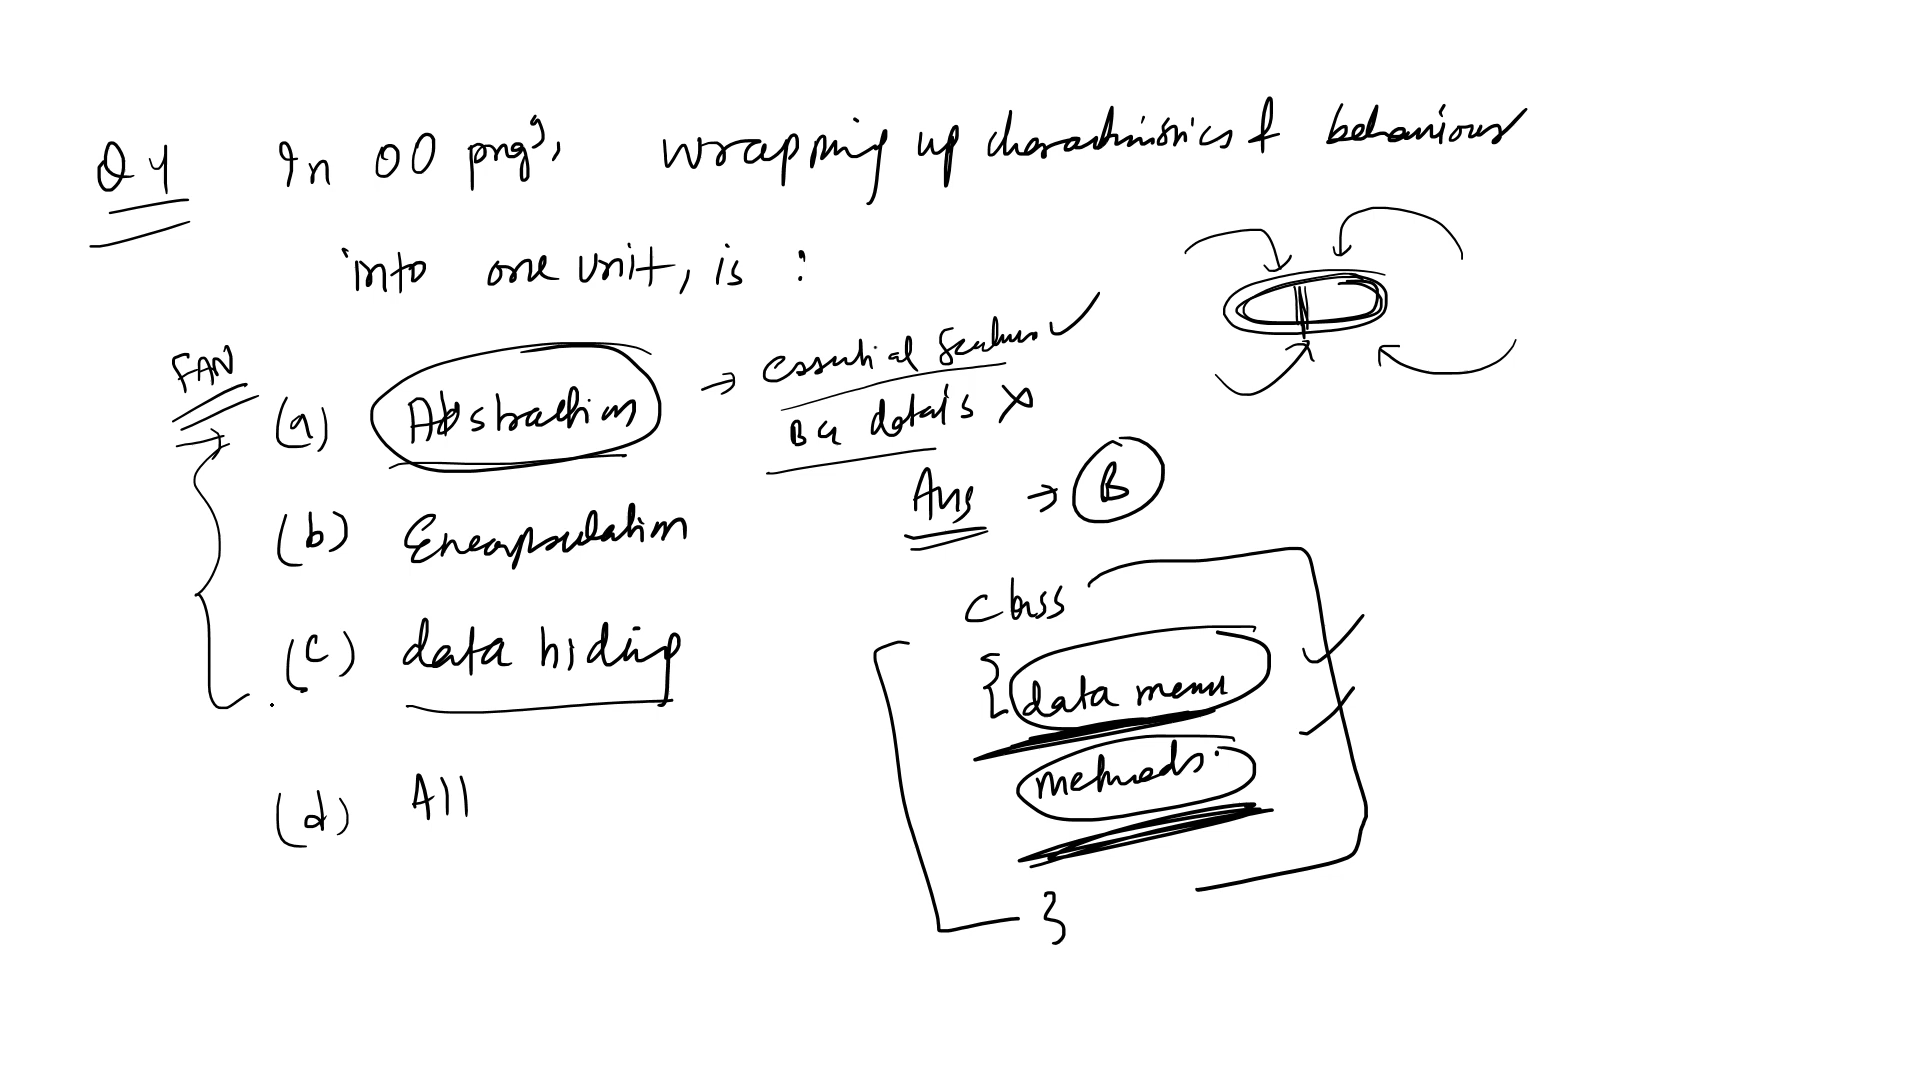 Q4 In OO prng, wrapping up characteristics & behaviour
into one unit, is :
FAN
(a) Abstraction → essential features ✓
BG details ✗
Ans → B
(b) Encapsulation
class
(c) data hiding
{ data mem
methods.
(d) All
}